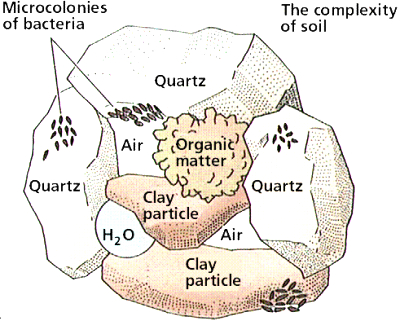 Microcolonies
of bacteria
The complexity
of soil
Quartz
Air
Organic
matter
Quartz
Quartz
Clay
particle
H2O
Air
Clay
particle